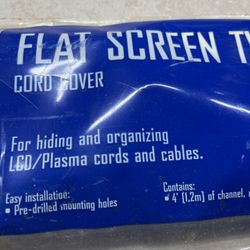 FLAT SCREEN T
CORD COVER
For hiding and organizing
LCD/Plasma cords and cables.
Easy installation:
• Pre-drilled mounting holes
Contains:
• 4' (1.2m) of channel,